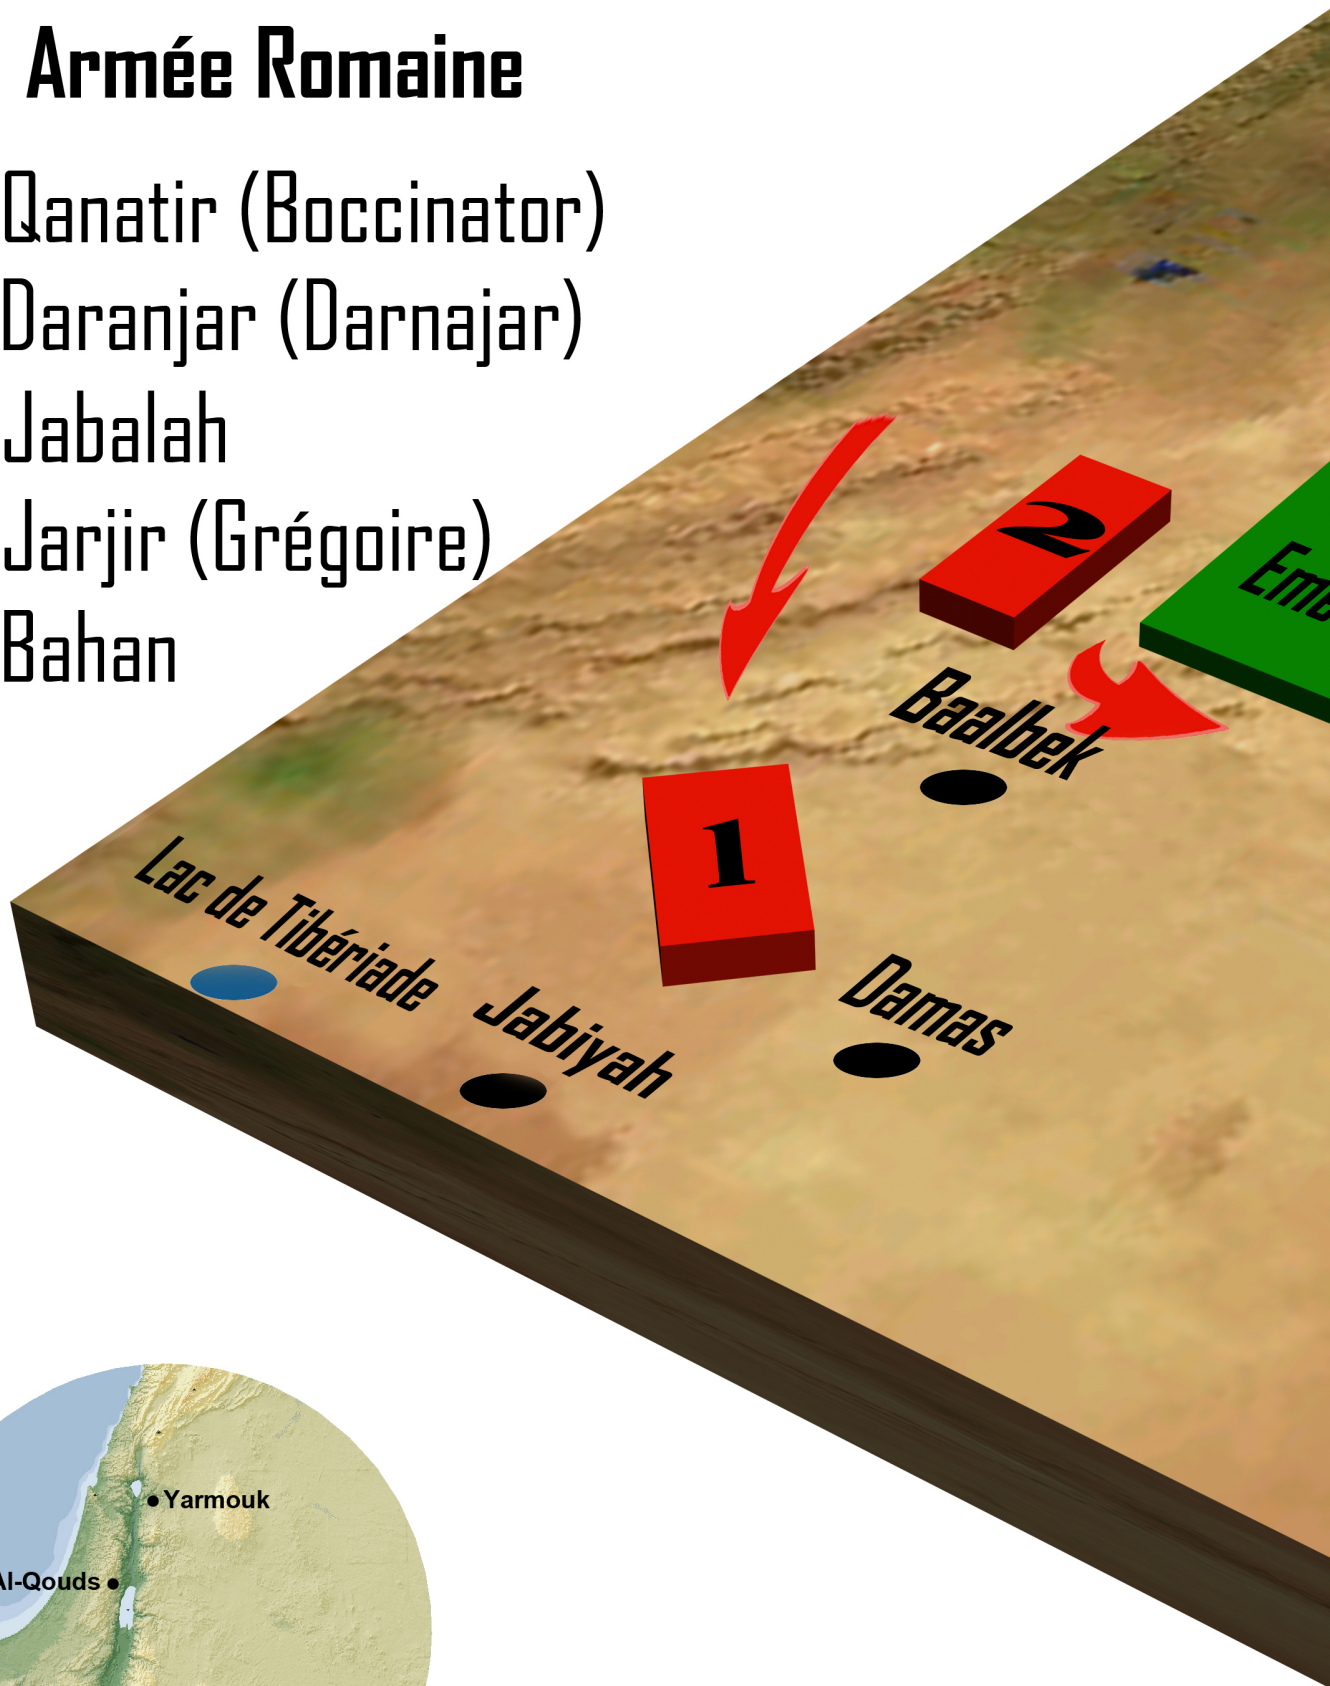 Armée Romaine
Qanatir (Boccinator)
Daranjar (Darnajar)
Jabalah
Jarjir (Grégoire)
Bahan
2
Baalbek
1
Lac de Tibériade
Jabiyah
Damas
Yarmouk
Al-Qouds